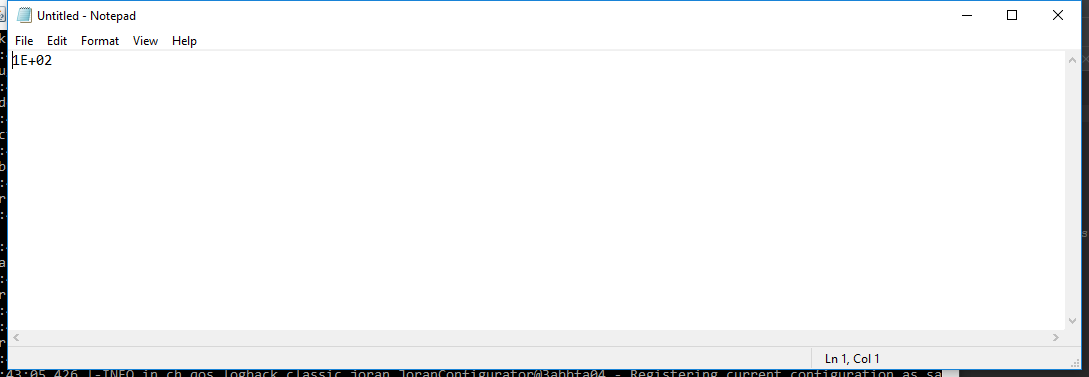 Untitled - Notepad
File Edit Format View Help
1E+02
Ln 1, Col 1
:43:05,426 |-INFO in ch.qos.logback.classic.joran.JoranConfigurator@3abbfa04 - Registering current configuration as sa